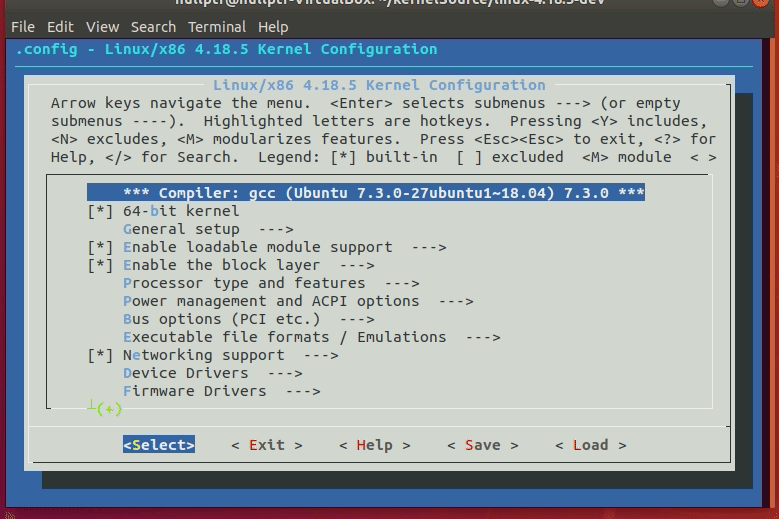 nullptr@nullptr-VirtualBox: ~/kernelSource/linux-4.18.5-dev
File Edit View Search Terminal Help
.config - Linux/x86 4.18.5 Kernel Configuration
Linux/x86 4.18.5 Kernel Configuration
Arrow keys navigate the menu. <Enter> selects submenus ---> (or empty
submenus ----). Highlighted letters are hotkeys. Pressing <Y> includes,
<N> excludes, <M> modularizes features. Press <Esc><Esc> to exit, <?> for
Help, </> for Search. Legend: [*] built-in [ ] excluded <M> module < >
*** Compiler: gcc (Ubuntu 7.3.0-27ubuntu1~18.04) 7.3.0 ***
[*] 64-bit kernel
General setup --->
[*] Enable loadable module support --->
[*] Enable the block layer --->
Processor type and features --->
Power management and ACPI options --->
Bus options (PCI etc.) --->
Executable file formats / Emulations --->
[*] Networking support --->
Device Drivers --->
Firmware Drivers --->
┴(+)
<Select> < Exit > < Help > < Save > < Load >